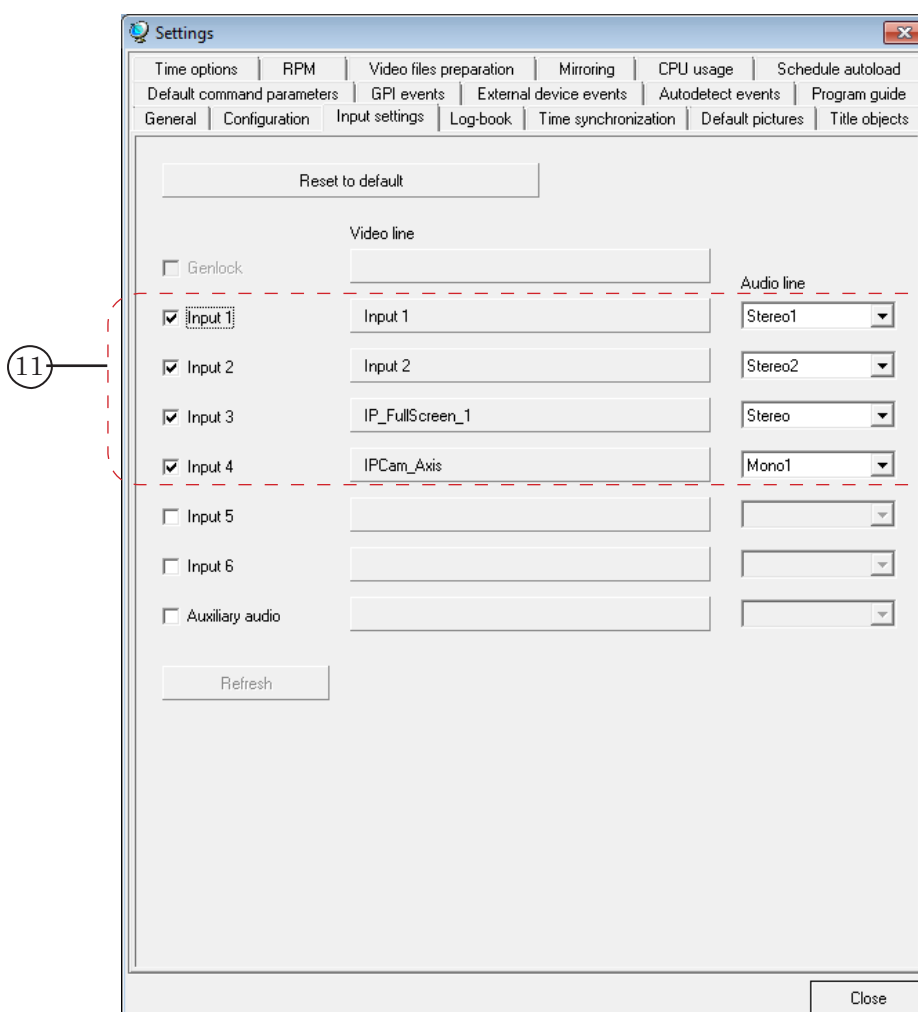 Settings
Time options RPM Video files preparation Mirroring CPU usage Schedule autoload
Default command parameters GPI events External device events Autodetect events Program guide
General Configuration Input settings Log-book Time synchronization Default pictures Title objects
Reset to default
Video line
Genlock
Audio line
Input 1 Input 1 Stereo1
11
Input 2 Input 2 Stereo2
Input 3 IP_FullScreen_1 Stereo
Input 4 IPCam_Axis Mono1
Input 5
Input 6
Auxiliary audio
Refresh
Close